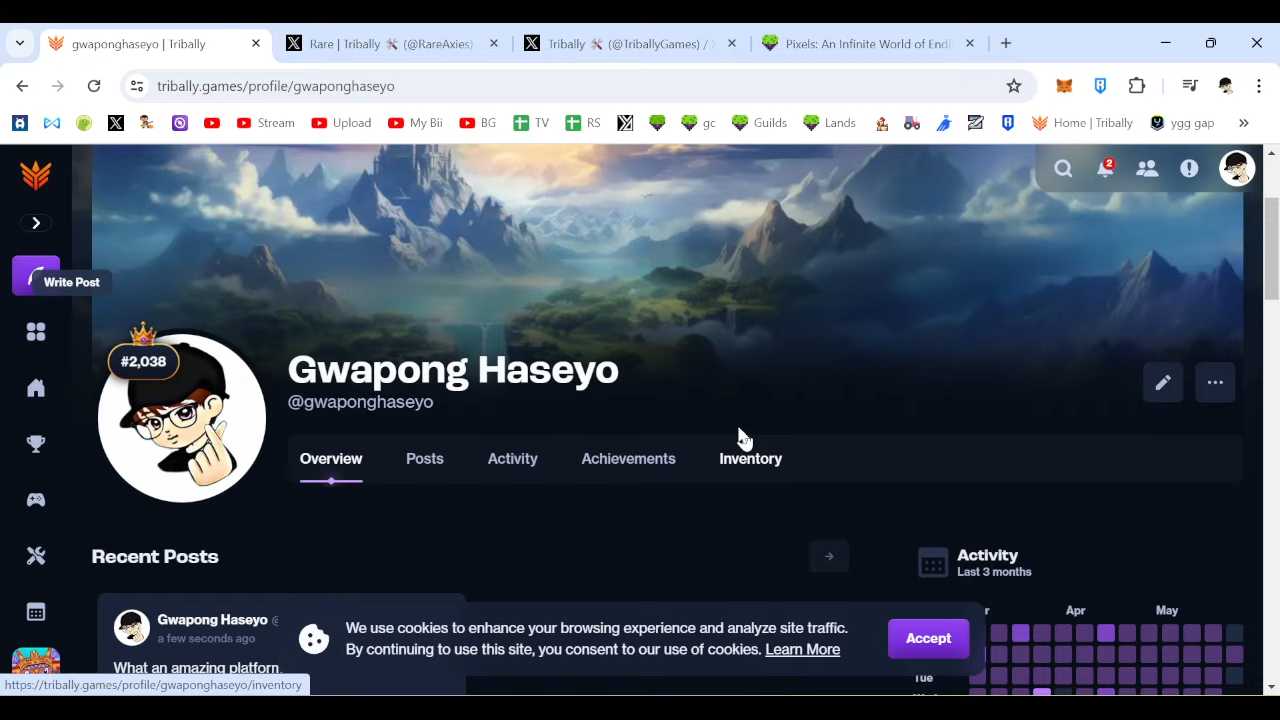 gwaponghaseyo | Tribally
Rare | Tribally 🛠 (@RareAxies)
Tribally 🛠 (@TriballyGames) / X
Pixels: An Infinite World of Endl
tribally.games/profile/gwaponghaseyo
Stream
Upload
My Bii
BG
TV
RS
gc
Guilds
Lands
Home | Tribally
ygg gap
2
Write Post
#2,038
Gwapong Haseyo
@gwaponghaseyo
Overview
Posts
Activity
Achievements
Inventory
Recent Posts
Activity
Last 3 months
Apr
May
Gwapong Haseyo
a few seconds ago
What an amazing platform
We use cookies to enhance your browsing experience and analyze site traffic.
By continuing to use this site, you consent to our use of cookies. Learn More
Accept
Tue
https://tribally.games/profile/gwaponghaseyo/inventory